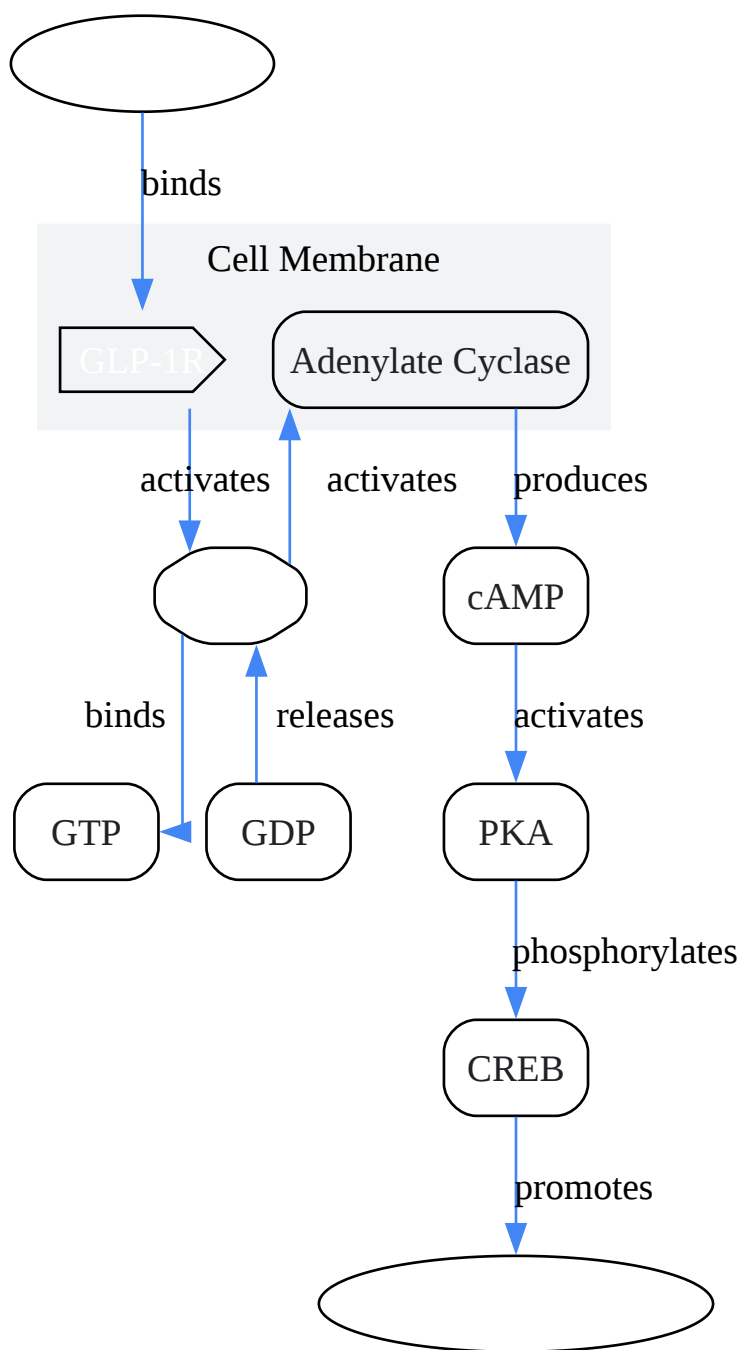 binds
Cell Membrane
GLP-1R
Adenylate Cyclase
activates
activates
produces
cAMP
binds
releases
activates
GTP
GDP
PKA
phosphorylates
CREB
promotes